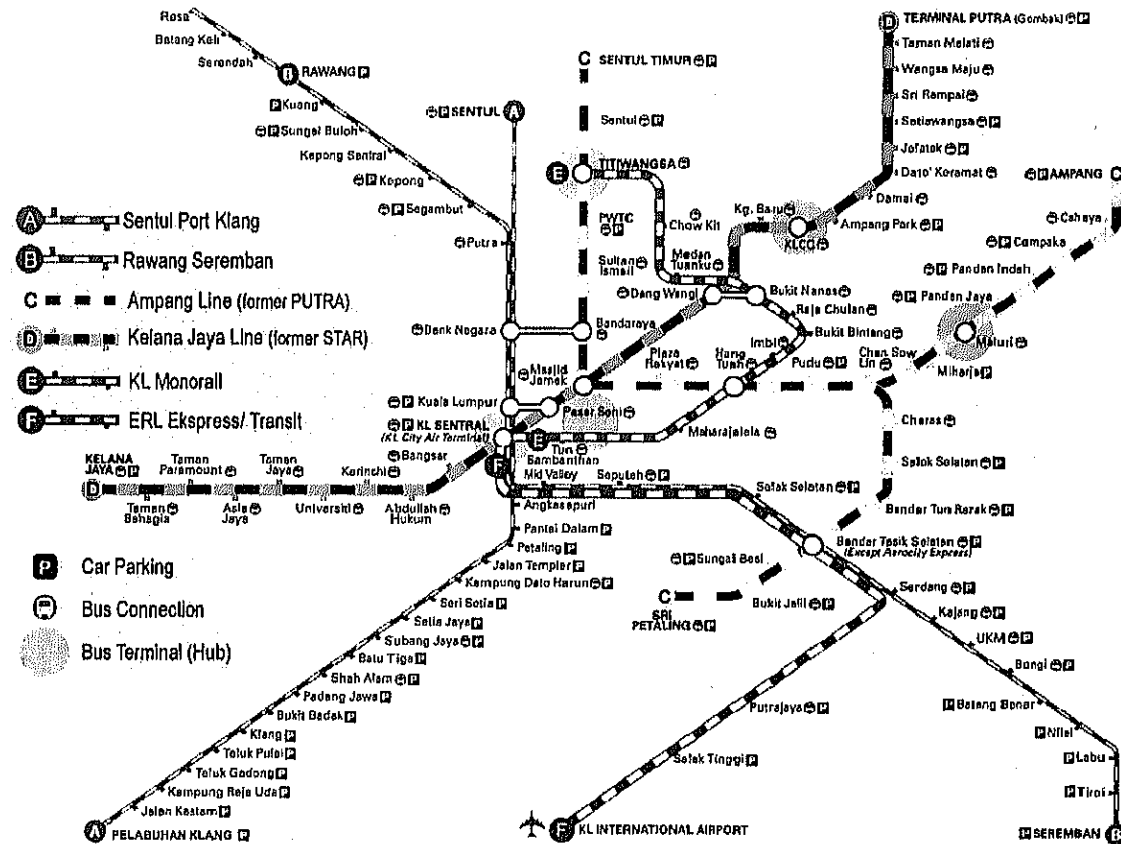 Rasa
Batang Kali
Serendah
B RAWANG P
P Kuang
P Sungai Buloh
Kepong Sentral
P Kepong
P Segambut
Putra
P SENTUL A
C SENTUL TIMUR P
Sentul P
E TITIWANGSA
PWTC
P
Sultan
Ismail
Chow Kit
Medan
Tuanku
Kg. Baru
KLCC
Ampang Park P
Damai
Dato' Keramat
Jelatek P
Setiawangsa P
Sri Rampai
Wangsa Maju
Taman Melati
D TERMINAL PUTRA (Gombak) P
P AMPANG C
Cahaya
P Cempaka
P Pandan Indah
P Pandan Jaya
Maluri
Miharja P
Chan Sow
Lin
Dang Wangi
Bukit Nanas
Raja Chulan
Bukit Bintang
Imbi
Hang
Tuah
Pudu P
Plaza
Rakyat
Bank Negara
Bandaraya
Masjid
Jamek
P Kuala Lumpur
Pasar Seni
P KL SENTRAL
(KL City Air Terminal)
Bangsar
E
Tun
Sambanthan
Maharajalela
F
Mid Valley
Seputeh P
Angkasapuri
Pantai Dalam P
Petaling P
Jalan Templer P
Kampung Dato Harun P
Seri Setia P
Setia Jaya P
Subang Jaya P
Batu Tiga P
Shah Alam P
Padang Jawa P
Bukit Badak P
Klang P
Teluk Pulai P
Teluk Gadong P
Kampung Raja Uda P
Jalan Kastam P
A PELABUHAN KLANG P
KELANA
JAYA P
D
Taman
Bahagia
Taman
Paramount
Asia
Jaya
Taman
Jaya
Universiti
Kerinchi
Abdullah
Hukum
Cheras
Salak Selatan P
Bandar Tun Razak P
Salak Selatan P
Bandar Tasik Selatan P
(Except Aerocity Express)
P Sungai Besi
Bukit Jalil P
C
SRI
PETALING P
Serdang P
Kajang P
UKM P
Bangi P
P Batang Benar
P Nilai
P Labu
P Tiroi
P SEREMBAN B
Putrajaya P
Salak Tinggi P
F KL INTERNATIONAL AIRPORT
A Sentul Port Klang
B Rawang Seremban
C Ampang Line (former PUTRA)
D Kelana Jaya Line (former STAR)
E KL Monorail
F ERL Ekspress/ Transit
P Car Parking
Bus Connection
Bus Terminal (Hub)